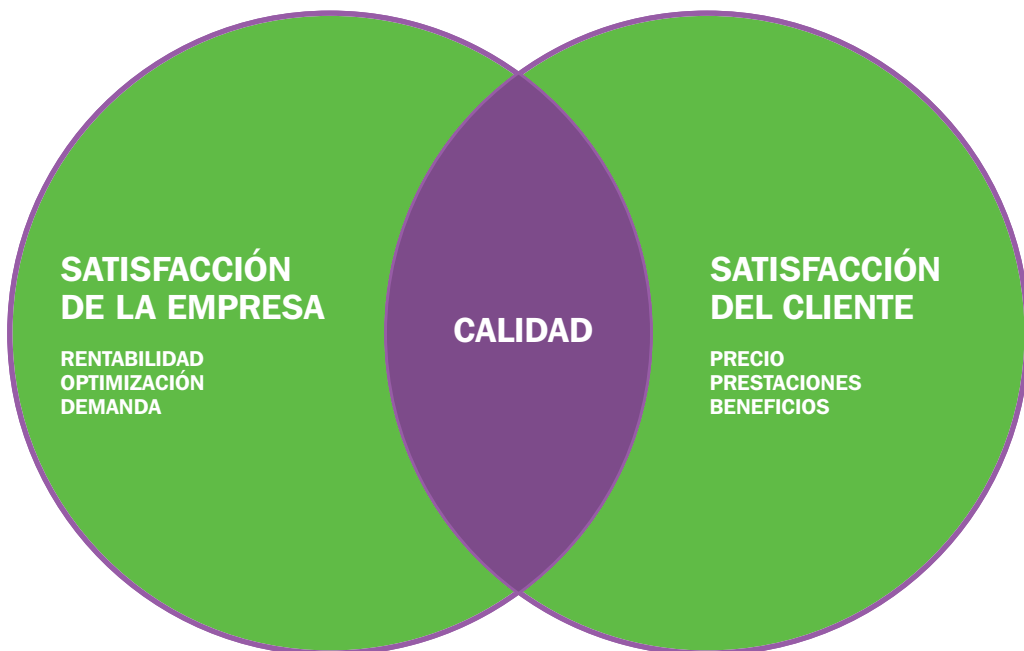 SATISFACCIÓN
DE LA EMPRESA
RENTABILIDAD
OPTIMIZACIÓN
DEMANDA
CALIDAD
SATISFACCIÓN
DEL CLIENTE
PRECIO
PRESTACIONES
BENEFICIOS